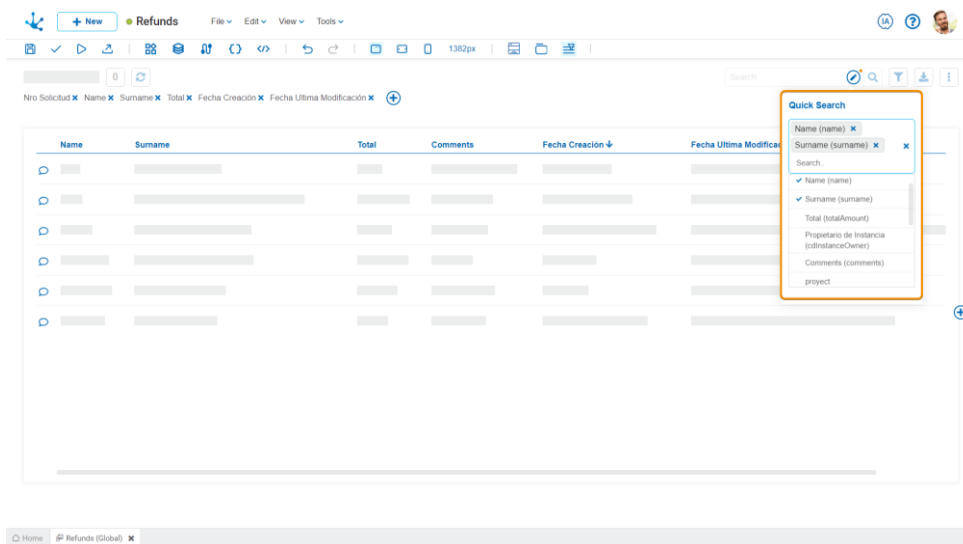 + New
Refunds
File
Edit
View
Tools
IA
?
1382px
0
Search
Nro Solicitud × Name × Surname × Total × Fecha Creación × Fecha Ultima Modificación ×
Quick Search
Name (name) ×
Surname (surname) ×
Search..
Name (name)
Surname (surname)
Total (totalAmount)
Propietario de Instancia
(cdInstanceOwner)
Comments (comments)
proyect
Name
Surname
Total
Comments
Fecha Creación
Fecha Ultima Modificac
Home
Refunds (Global) ×